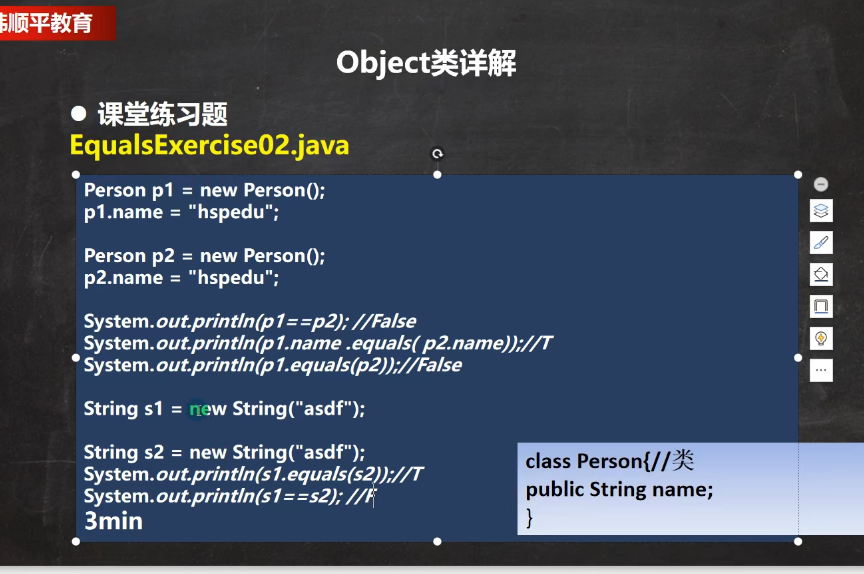 韩顺平教育
Object类详解
● 课堂练习题
EqualsExercise02.java
Person p1 = new Person();
p1.name = "hspedu";
Person p2 = new Person();
p2.name = "hspedu";
System.out.println(p1==p2); //False
System.out.println(p1.name .equals( p2.name));//T
System.out.println(p1.equals(p2));//False
String s1 = new String("asdf");
String s2 = new String("asdf");
System.out.println(s1.equals(s2));//T
System.out.println(s1==s2); //F
3min
class Person{//类
public String name;
}